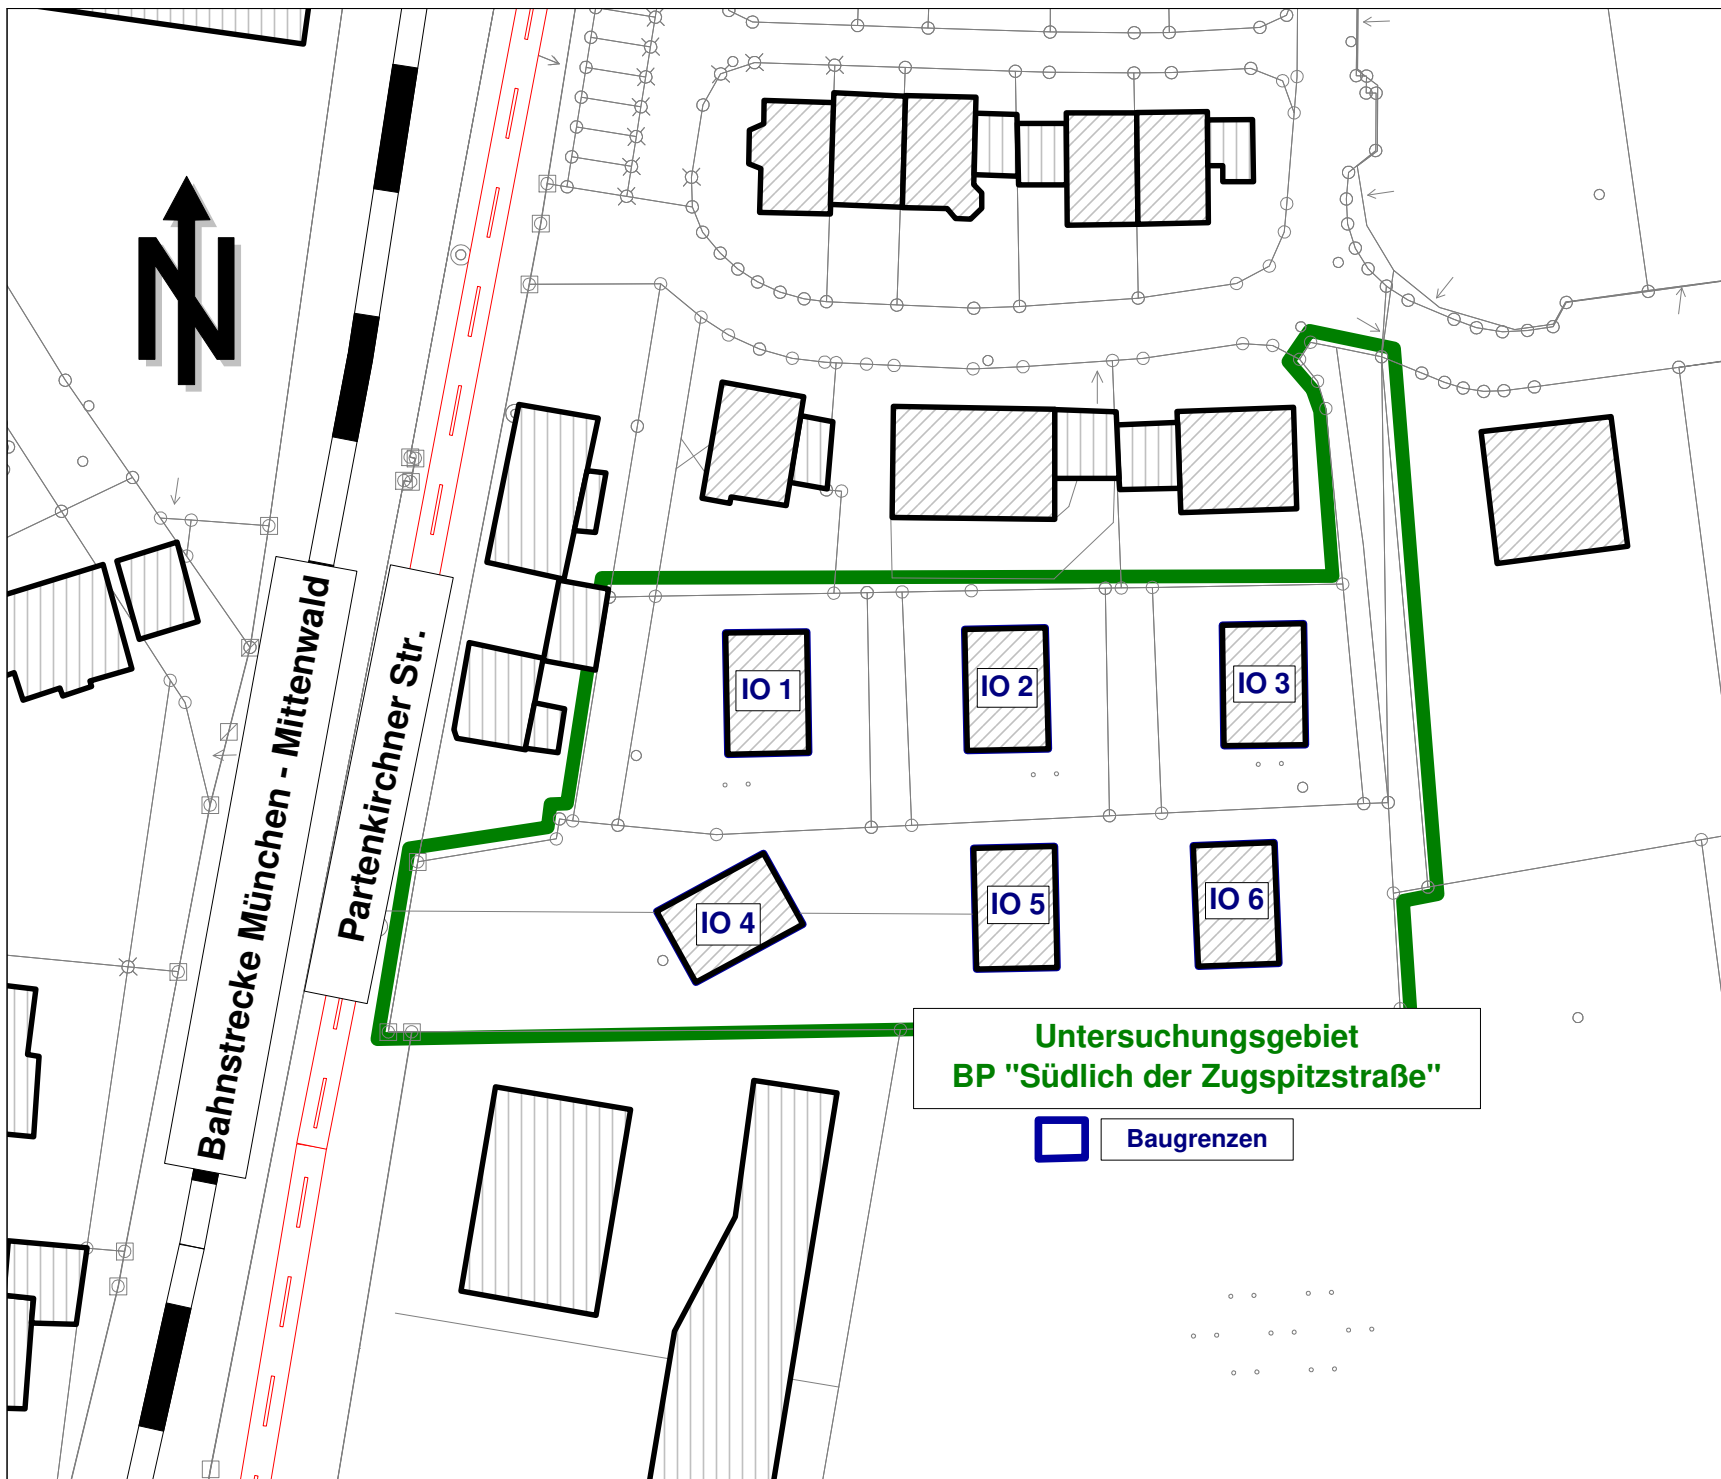 N
Bahnstrecke München - Mittenwald
Partenkirchner Str.
IO 1
IO 2
IO 3
IO 4
IO 5
IO 6
Untersuchungsgebiet
BP "Südlich der Zugspitzstraße"
Baugrenzen